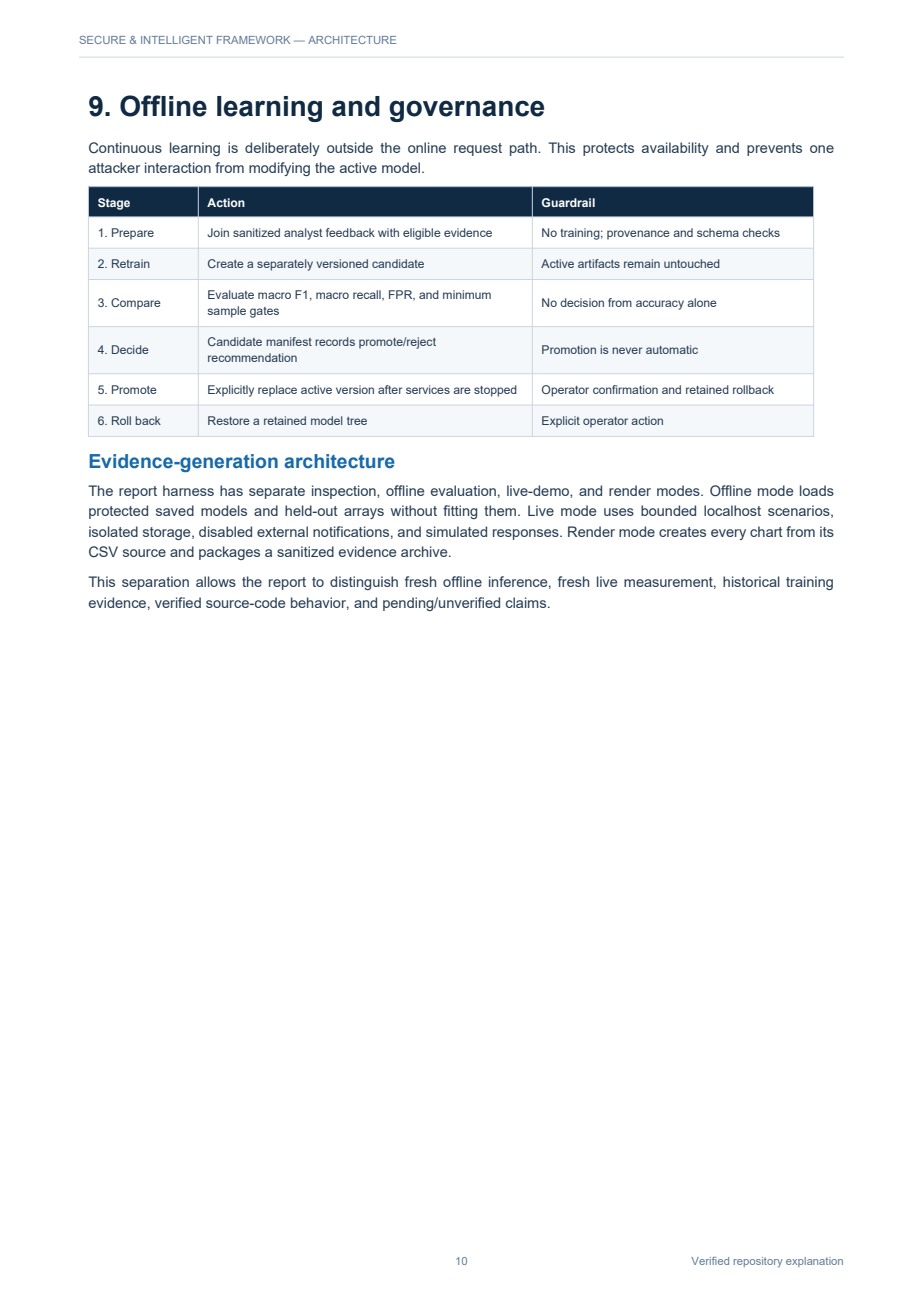 SECURE & INTELLIGENT FRAMEWORK — ARCHITECTURE
9. Offline learning and governance
Continuous learning is deliberately outside the online request path. This protects availability and prevents one
attacker interaction from modifying the active model.
Stage Action Guardrail
1. Prepare Join sanitized analyst feedback with eligible evidence No training; provenance and schema checks
2. Retrain Create a separately versioned candidate Active artifacts remain untouched
3. Compare Evaluate macro F1, macro recall, FPR, and minimum
sample gates No decision from accuracy alone
4. Decide Candidate manifest records promote/reject
recommendation Promotion is never automatic
5. Promote Explicitly replace active version after services are stopped Operator confirmation and retained rollback
6. Roll back Restore a retained model tree Explicit operator action
Evidence-generation architecture
The report harness has separate inspection, offline evaluation, live-demo, and render modes. Offline mode loads
protected saved models and held-out arrays without fitting them. Live mode uses bounded localhost scenarios,
isolated storage, disabled external notifications, and simulated responses. Render mode creates every chart from its
CSV source and packages a sanitized evidence archive.
This separation allows the report to distinguish fresh offline inference, fresh live measurement, historical training
evidence, verified source-code behavior, and pending/unverified claims.
10 Verified repository explanation